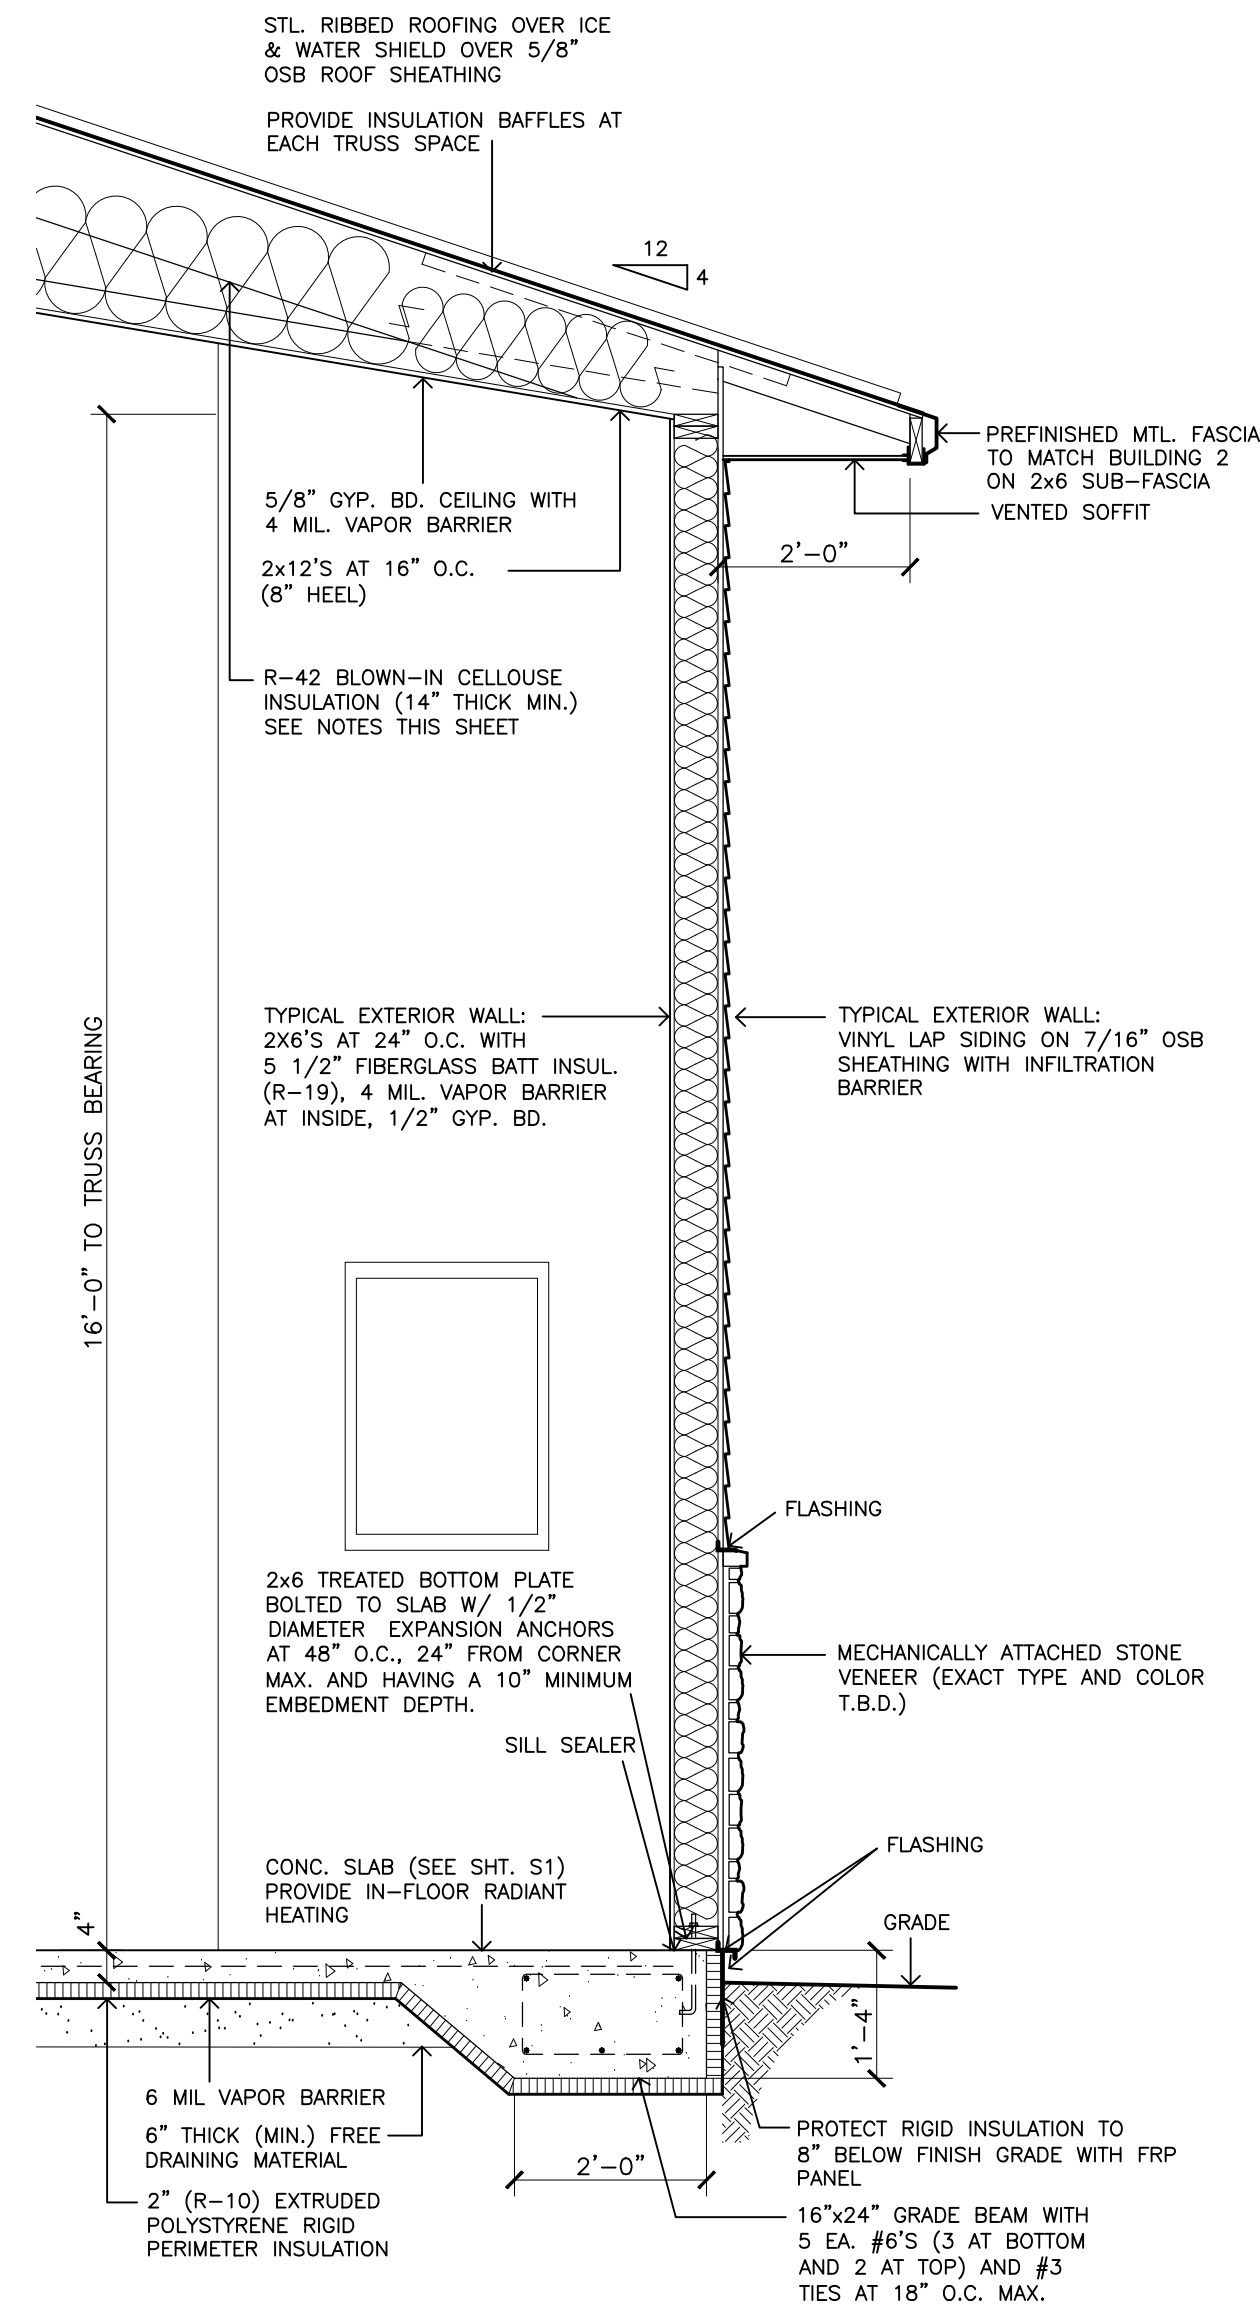 STL. RIBBED ROOFING OVER ICE
& WATER SHIELD OVER 5/8"
OSB ROOF SHEATHING
PROVIDE INSULATION BAFFLES AT
EACH TRUSS SPACE
12
4
PREFINISHED MTL. FASCIA
TO MATCH BUILDING 2
ON 2x6 SUB-FASCIA
VENTED SOFFIT
2'-0"
5/8" GYP. BD. CEILING WITH
4 MIL. VAPOR BARRIER
2x12'S AT 16" O.C.
(8" HEEL)
R-42 BLOWN-IN CELLOUSE
INSULATION (14" THICK MIN.)
SEE NOTES THIS SHEET
16'-0" TO TRUSS BEARING
TYPICAL EXTERIOR WALL:
2X6'S AT 24" O.C. WITH
5 1/2" FIBERGLASS BATT INSUL.
(R-19), 4 MIL. VAPOR BARRIER
AT INSIDE, 1/2" GYP. BD.
TYPICAL EXTERIOR WALL:
VINYL LAP SIDING ON 7/16" OSB
SHEATHING WITH INFILTRATION
BARRIER
FLASHING
2x6 TREATED BOTTOM PLATE
BOLTED TO SLAB W/ 1/2"
DIAMETER EXPANSION ANCHORS
AT 48" O.C., 24" FROM CORNER
MAX. AND HAVING A 10" MINIMUM
EMBEDMENT DEPTH.
MECHANICALLY ATTACHED STONE
VENEER (EXACT TYPE AND COLOR
T.B.D.)
SILL SEALER
FLASHING
CONC. SLAB (SEE SHT. S1)
PROVIDE IN-FLOOR RADIANT
HEATING
GRADE
4"
1'-4"
6 MIL VAPOR BARRIER
6" THICK (MIN.) FREE
DRAINING MATERIAL
2" (R-10) EXTRUDED
POLYSTYRENE RIGID
PERIMETER INSULATION
2'-0"
PROTECT RIGID INSULATION TO
8" BELOW FINISH GRADE WITH FRP
PANEL
16"x24" GRADE BEAM WITH
5 EA. #6'S (3 AT BOTTOM
AND 2 AT TOP) AND #3
TIES AT 18" O.C. MAX.